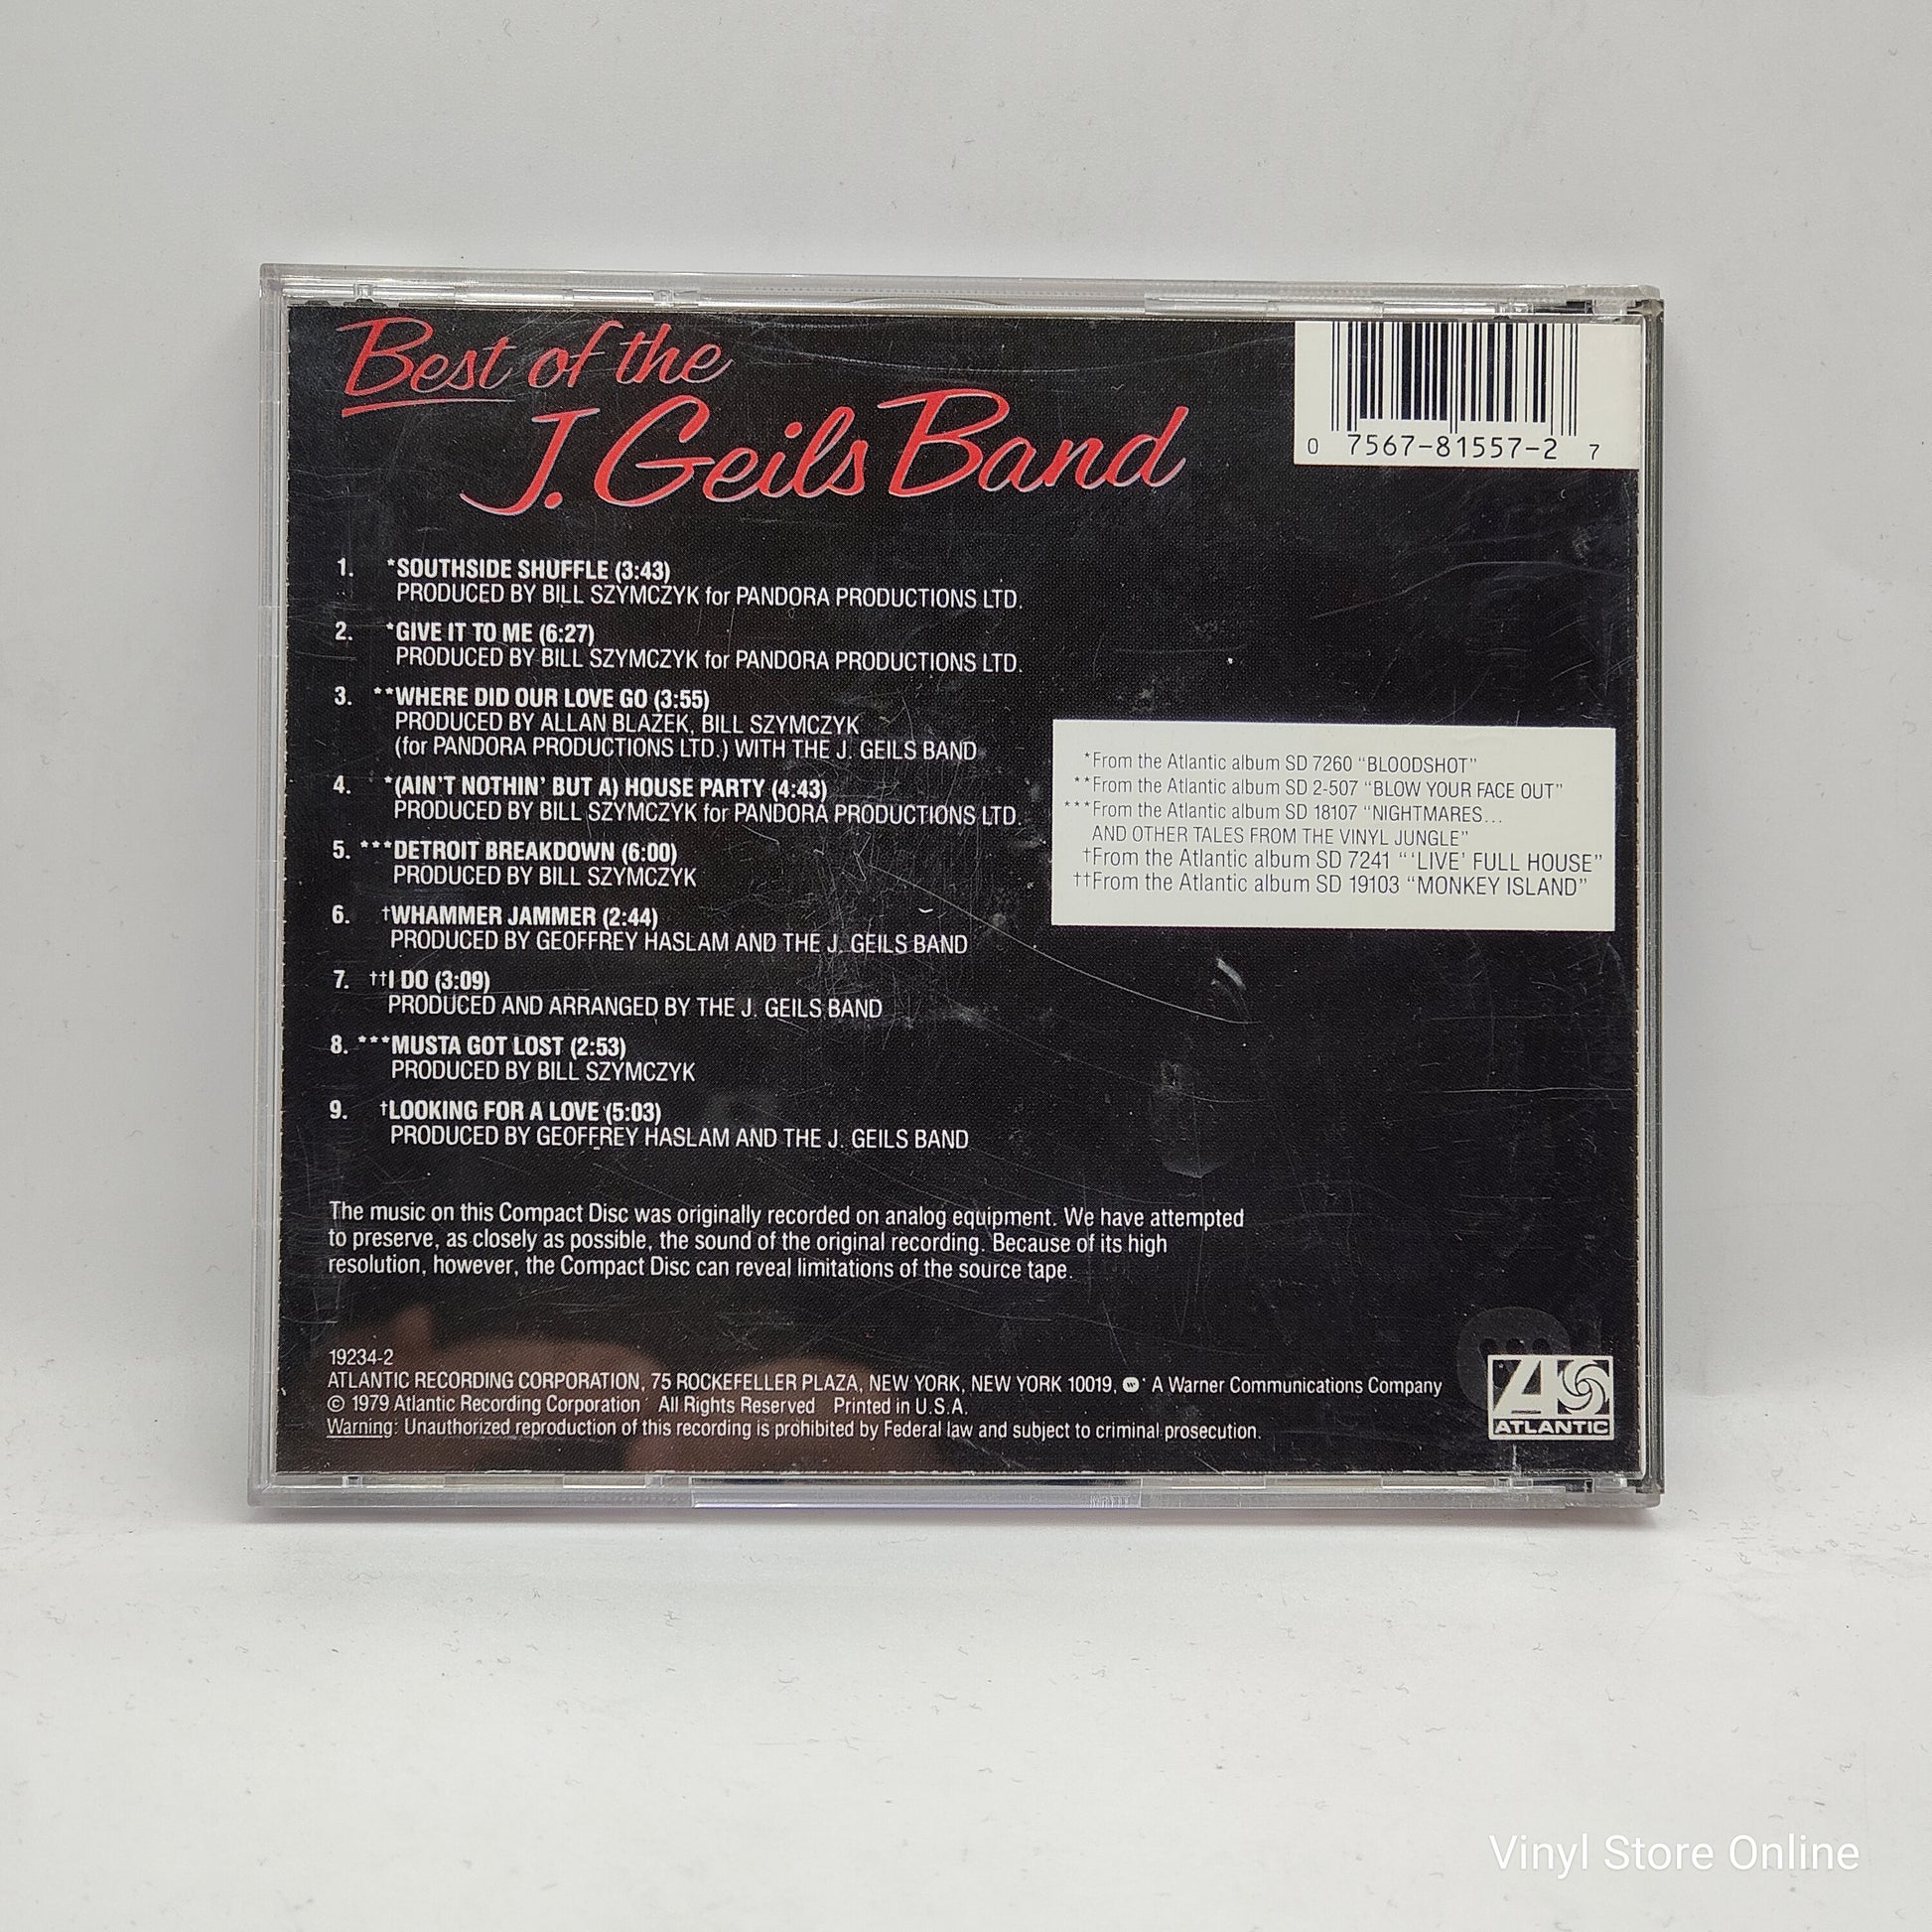 Best of the
J. Geils Band
0 7567-81557-2 7
1. *SOUTHSIDE SHUFFLE (3:43)
PRODUCED BY BILL SZYMCZYK for PANDORA PRODUCTIONS LTD.
2. *GIVE IT TO ME (6:27)
PRODUCED BY BILL SZYMCZYK for PANDORA PRODUCTIONS LTD.
3. **WHERE DID OUR LOVE GO (3:55)
PRODUCED BY ALLAN BLAZEK, BILL SZYMCZYK
(for PANDORA PRODUCTIONS LTD.) WITH THE J. GEILS BAND
4. *(AIN'T NOTHIN' BUT A) HOUSE PARTY (4:43)
PRODUCED BY BILL SZYMCZYK for PANDORA PRODUCTIONS LTD.
5. ***DETROIT BREAKDOWN (6:00)
PRODUCED BY BILL SZYMCZYK
6. †WHAMMER JAMMER (2:44)
PRODUCED BY GEOFFREY HASLAM AND THE J. GEILS BAND
7. ††I DO (3:09)
PRODUCED AND ARRANGED BY THE J. GEILS BAND
8. ***MUSTA GOT LOST (2:53)
PRODUCED BY BILL SZYMCZYK
9. †LOOKING FOR A LOVE (5:03)
PRODUCED BY GEOFFREY HASLAM AND THE J. GEILS BAND
*From the Atlantic album SD 7260 "BLOODSHOT"
**From the Atlantic album SD 2-507 "BLOW YOUR FACE OUT"
***From the Atlantic album SD 18107 "NIGHTMARES...
AND OTHER TALES FROM THE VINYL JUNGLE"
†From the Atlantic album SD 7241 "'LIVE' FULL HOUSE"
††From the Atlantic album SD 19103 "MONKEY ISLAND"
The music on this Compact Disc was originally recorded on analog equipment. We have attempted
to preserve, as closely as possible, the sound of the original recording. Because of its high
resolution, however, the Compact Disc can reveal limitations of the source tape.
19234-2
ATLANTIC RECORDING CORPORATION, 75 ROCKEFELLER PLAZA, NEW YORK, NEW YORK 10019. A Warner Communications Company
© 1979 Atlantic Recording Corporation All Rights Reserved Printed in U.S.A.
Warning: Unauthorized reproduction of this recording is prohibited by Federal law and subject to criminal prosecution.
ATLANTIC
Vinyl Store Online